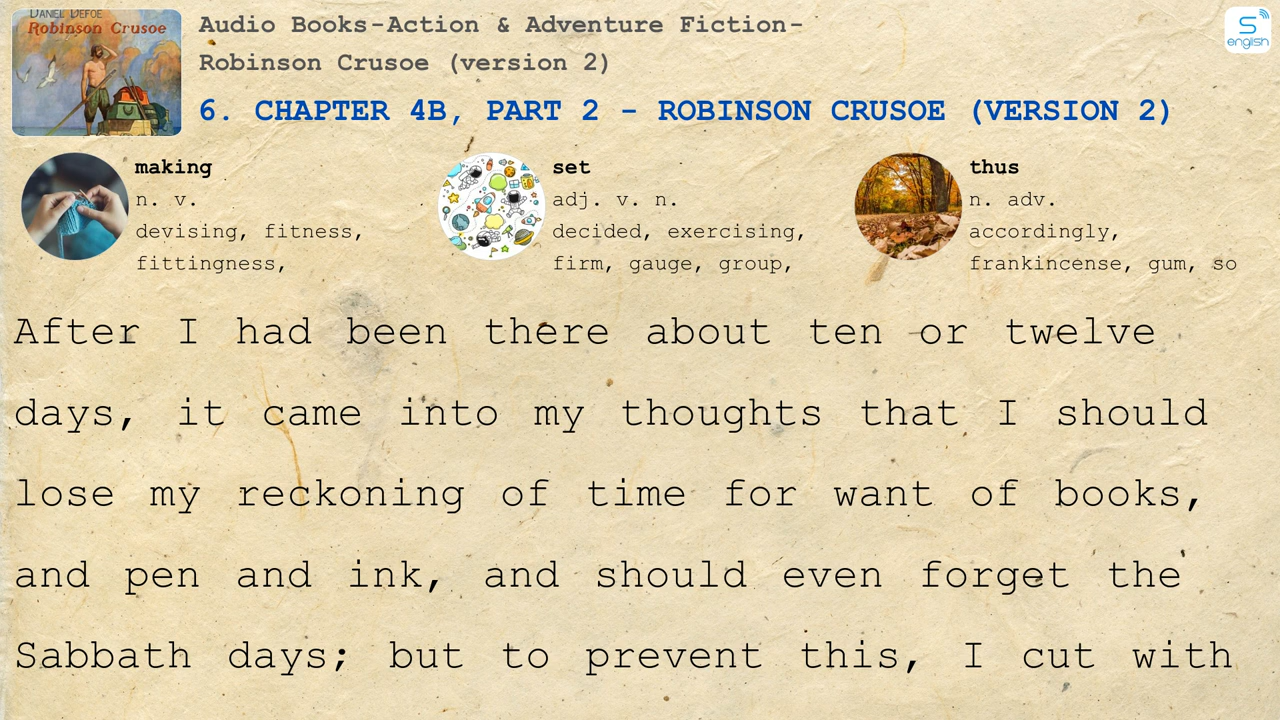 DANIEL DEFOE
Robinson Crusoe
Audio Books-Action & Adventure Fiction-
Robinson Crusoe (version 2)
S
english
6. CHAPTER 4B, PART 2 - ROBINSON CRUSOE (VERSION 2)
making
n. v.
devising, fitness,
fittingness,
set
adj. v. n.
decided, exercising,
firm, gauge, group,
thus
n. adv.
accordingly,
frankincense, gum, so
After I had been there about ten or twelve
days, it came into my thoughts that I should
lose my reckoning of time for want of books,
and pen and ink, and should even forget the
Sabbath days; but to prevent this, I cut with